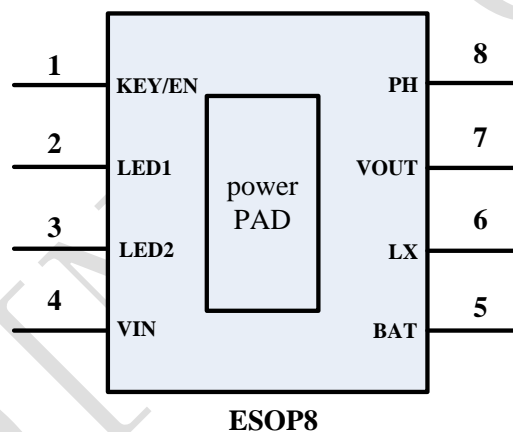 1 KEY/EN PH 8
2 LED1 VOUT 7
power
PAD
3 LED2 LX 6
4 VIN BAT 5
ESOP8